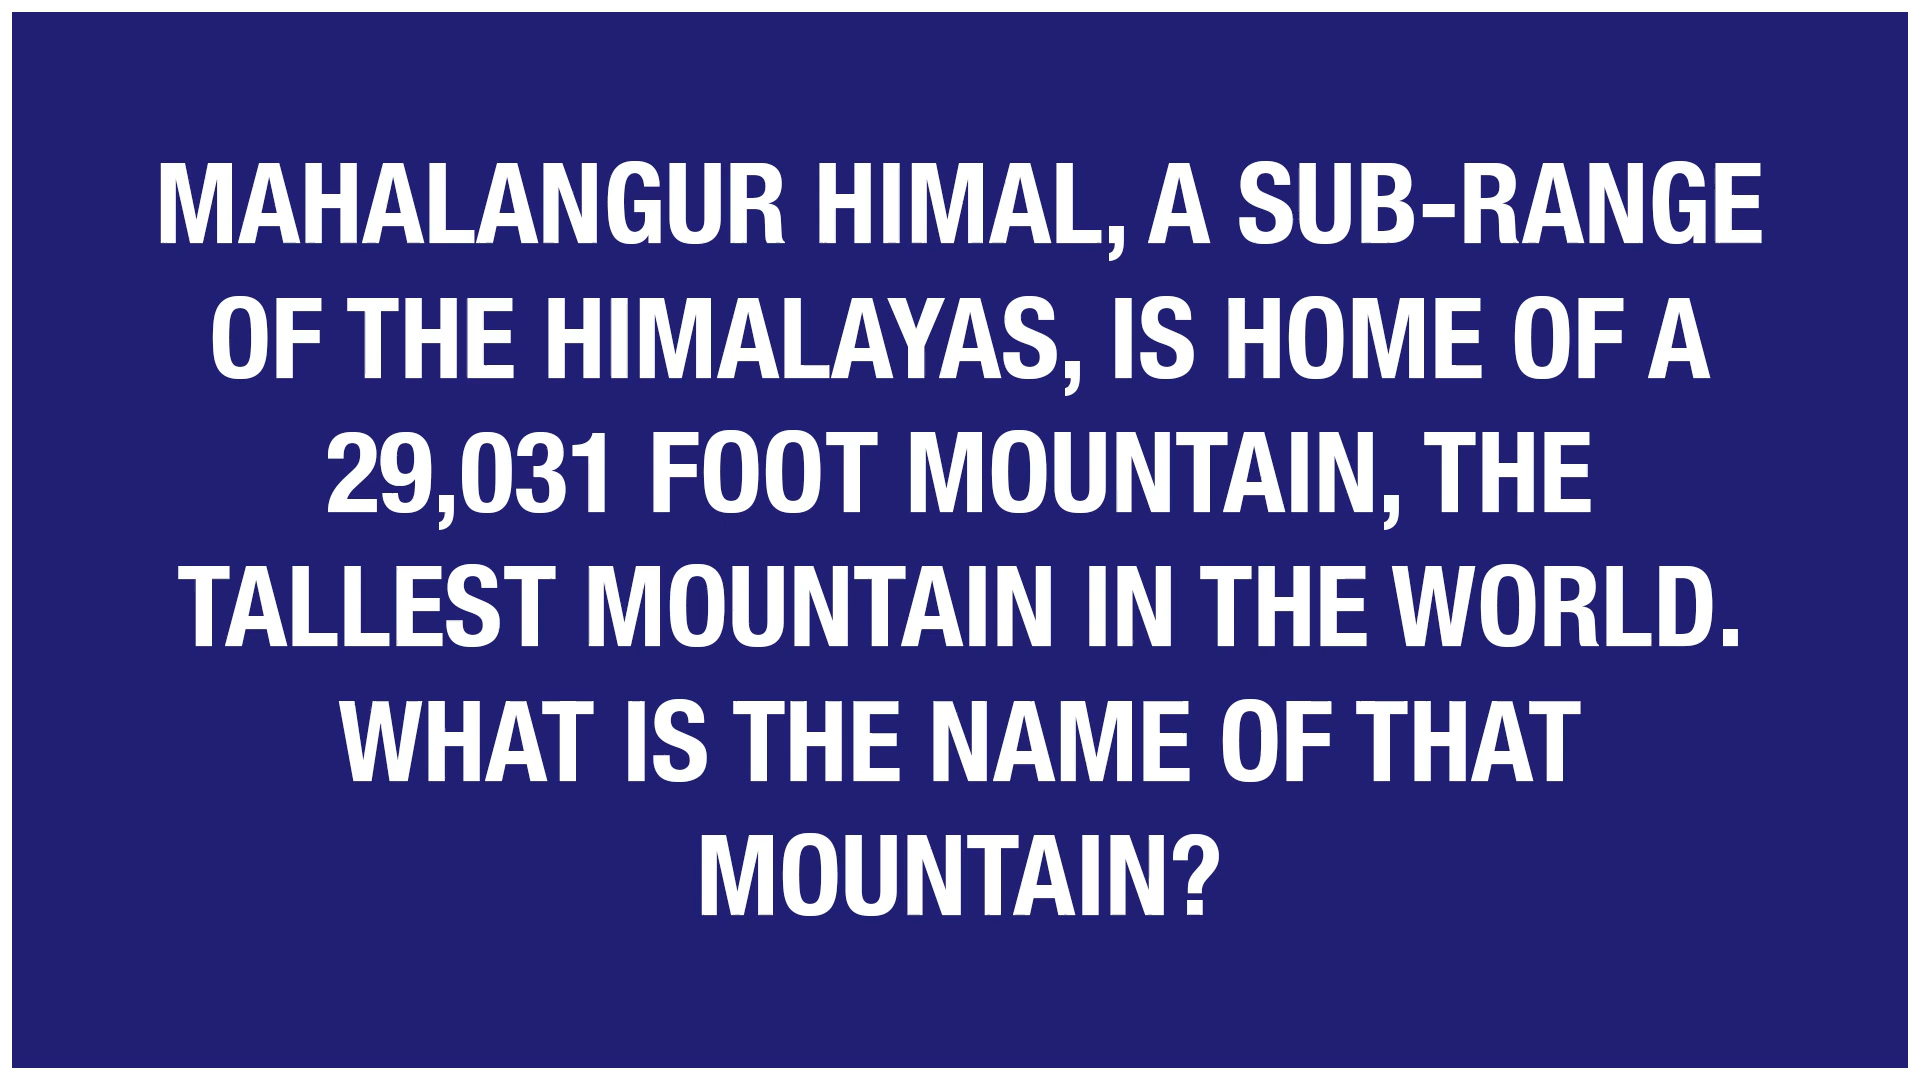 MAHALANGUR HIMAL, A SUB-RANGE
OF THE HIMALAYAS, IS HOME OF A
29,031 FOOT MOUNTAIN, THE
TALLEST MOUNTAIN IN THE WORLD.
WHAT IS THE NAME OF THAT
MOUNTAIN?